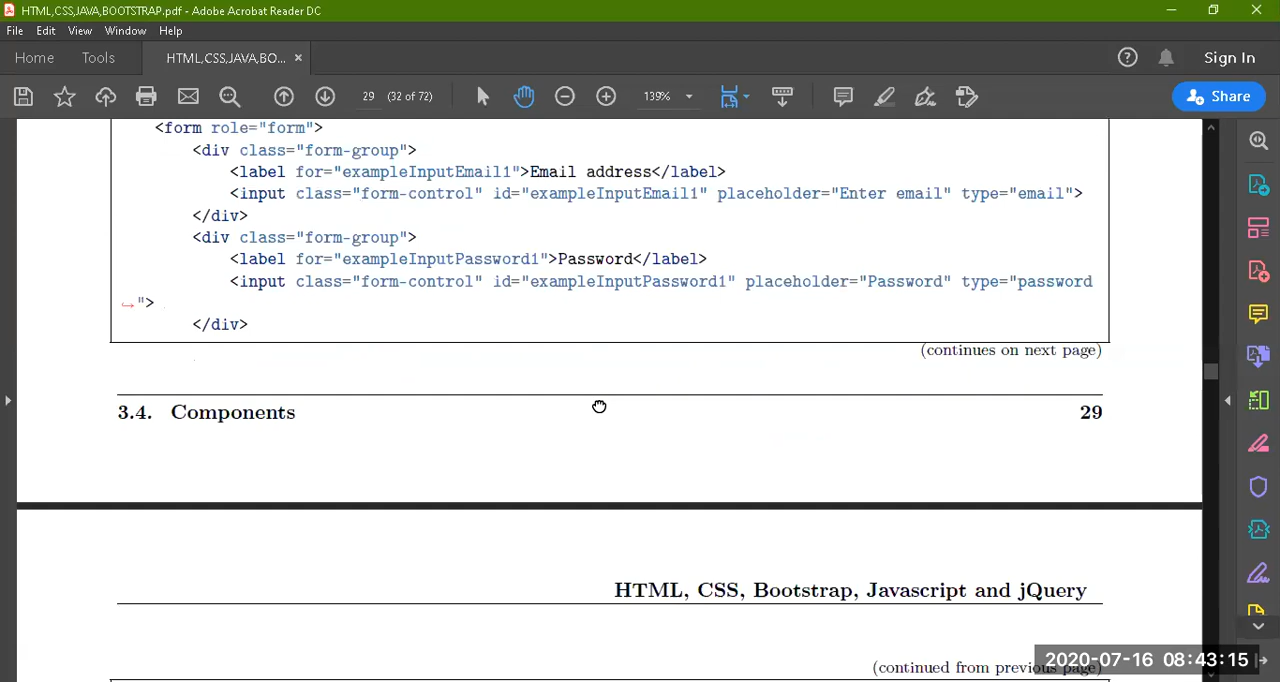 HTML,CSS,JAVA,BOOTSTRAP.pdf - Adobe Acrobat Reader DC
File Edit View Window Help
Home Tools HTML,CSS,JAVA,BO... × Sign In
29 (32 of 72) 139% Share
<form role="form">
<div class="form-group">
<label for="exampleInputEmail1">Email address</label>
<input class="form-control" id="exampleInputEmail1" placeholder="Enter email" type="email">
</div>
<div class="form-group">
<label for="exampleInputPassword1">Password</label>
<input class="form-control" id="exampleInputPassword1" placeholder="Password" type="password
↪">
</div>
(continues on next page)
3.4. Components 29
HTML, CSS, Bootstrap, Javascript and jQuery
(continued from previous page)
2020-07-16 08:43:15